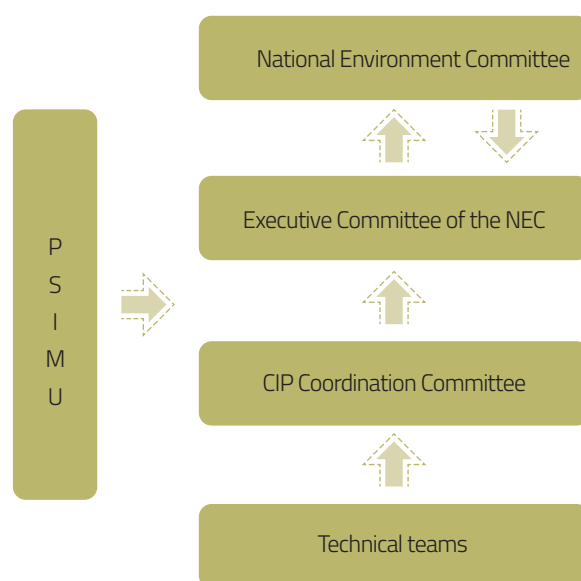 National Environment Committee
Executive Committee of the NEC
P
S
I
M
U
CIP Coordination Committee
Technical teams